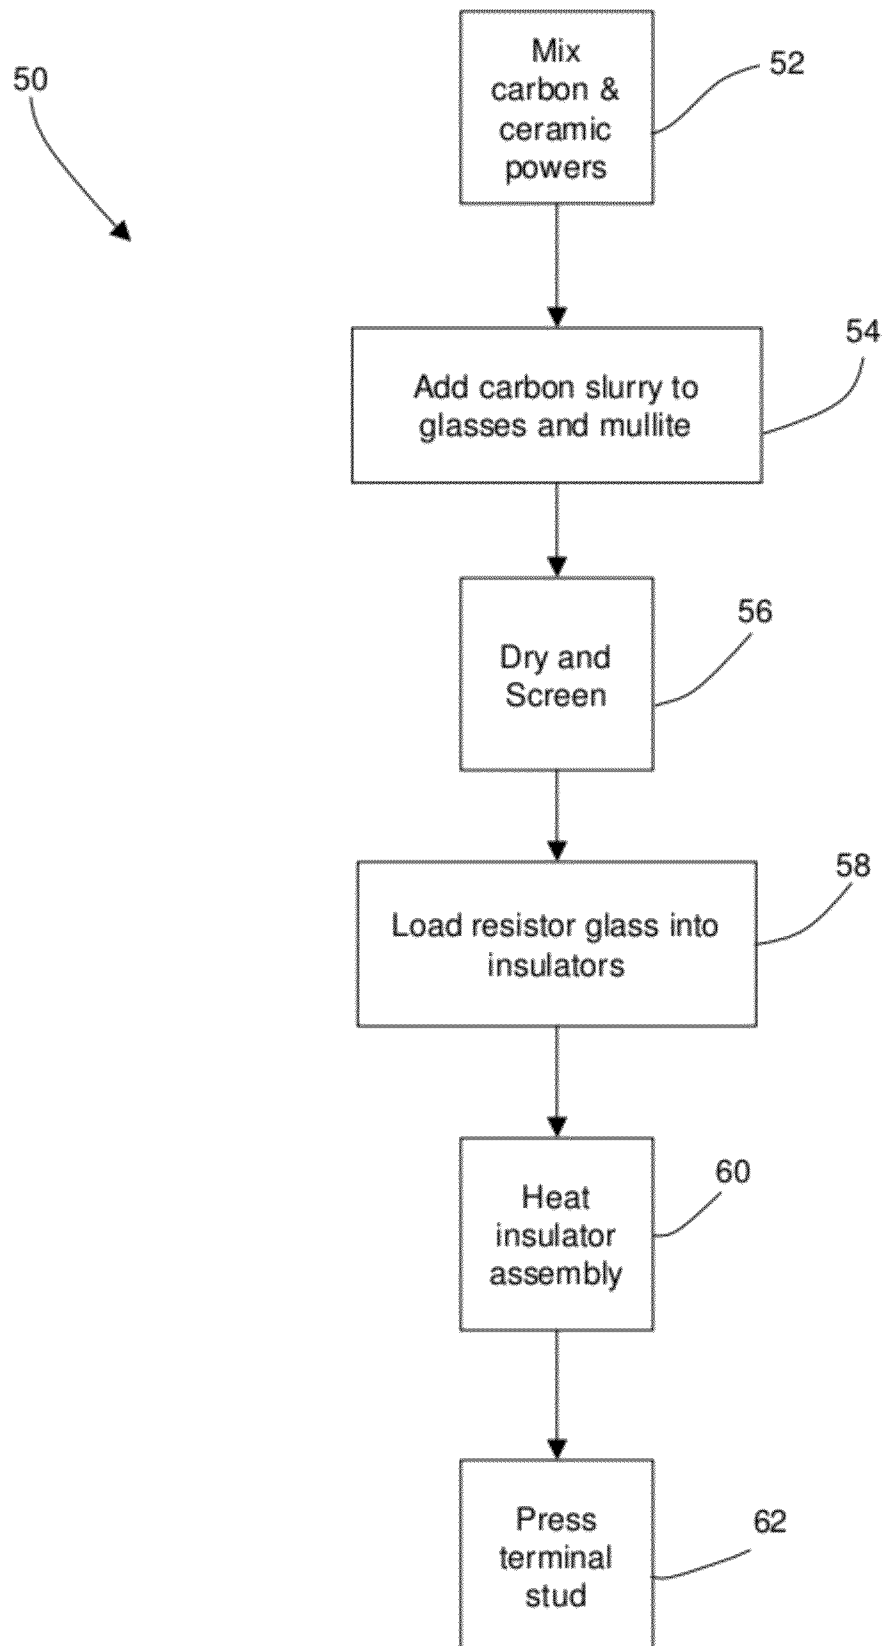 50
Mix
carbon &
ceramic
powers
52
Add carbon slurry to
glasses and mullite
54
Dry and
Screen
56
Load resistor glass into
insulators
58
Heat
insulator
assembly
60
Press
terminal
stud
62